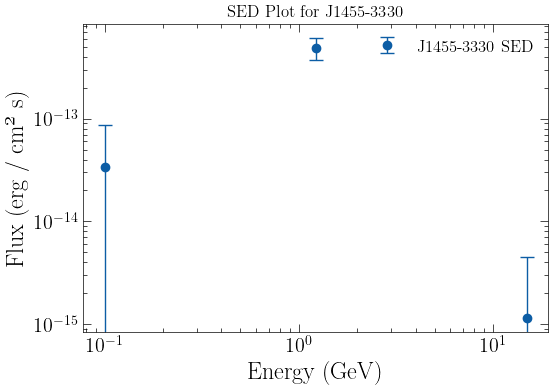 SED Plot for J1455-3330
J1455-3330 SED
Flux (erg / cm² s)
10⁻¹³
10⁻¹⁴
10⁻¹⁵
10⁻¹ 10⁰ 10¹
Energy (GeV)